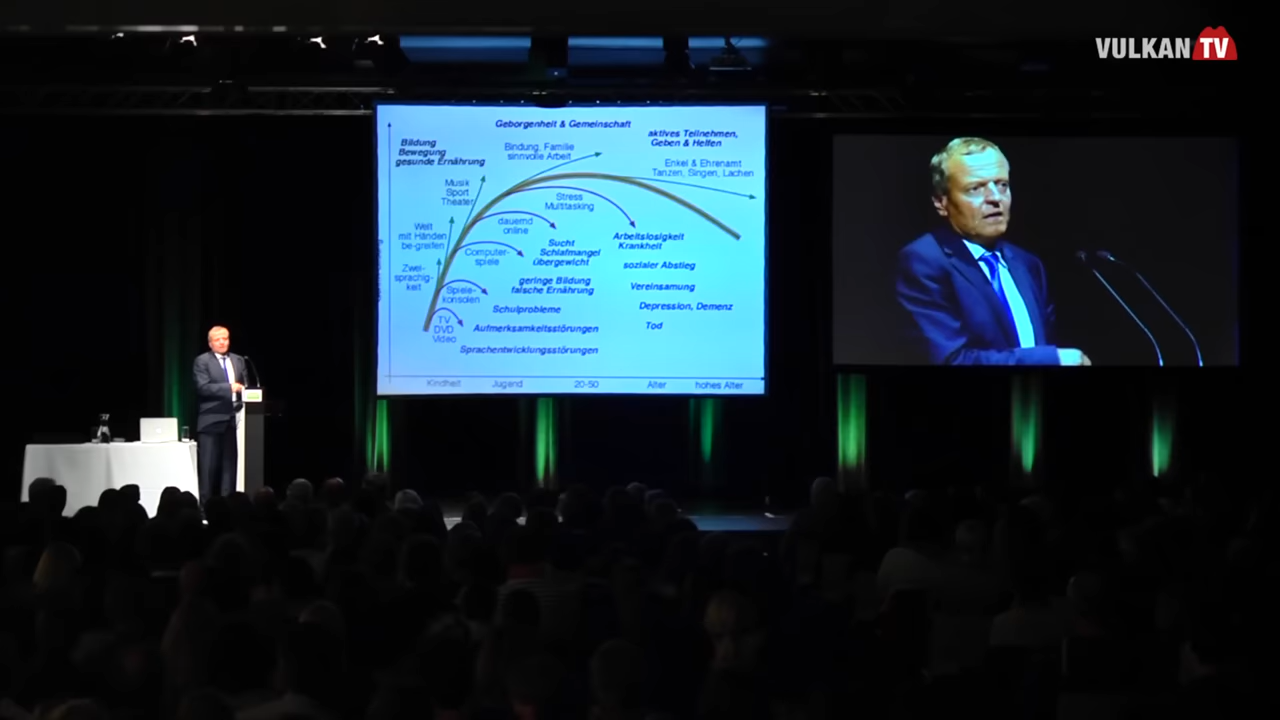 VULKAN TV
Geborgenheit & Gemeinschaft
aktives Teilnehmen,
Geben & Helfen
Bildung
Bewegung
gesunde Ernährung
Bindung, Familie
sinnvolle Arbeit
Enkel & Ehrenamt
Tanzen, Singen, Lachen
Musik
Sport
Theater
Stress
Multitasking
Welt
mit Händen
be-greifen
dauernd
online
Arbeitslosigkeit
Krankheit
Sucht
Schlafmangel
übergewicht
Computer-
spiele
Zwei-
sprachig-
keit
sozialer Abstieg
geringe Bildung
falsche Ernährung
Vereinsamung
Spiele-
konsolen
Schulprobleme
Depression, Demenz
TV
DVD
Video
Aufmerksamkeitsstörungen
Tod
Sprachentwicklungsstörungen
Kindheit
Jugend
20-50
Alter
hohes Alter